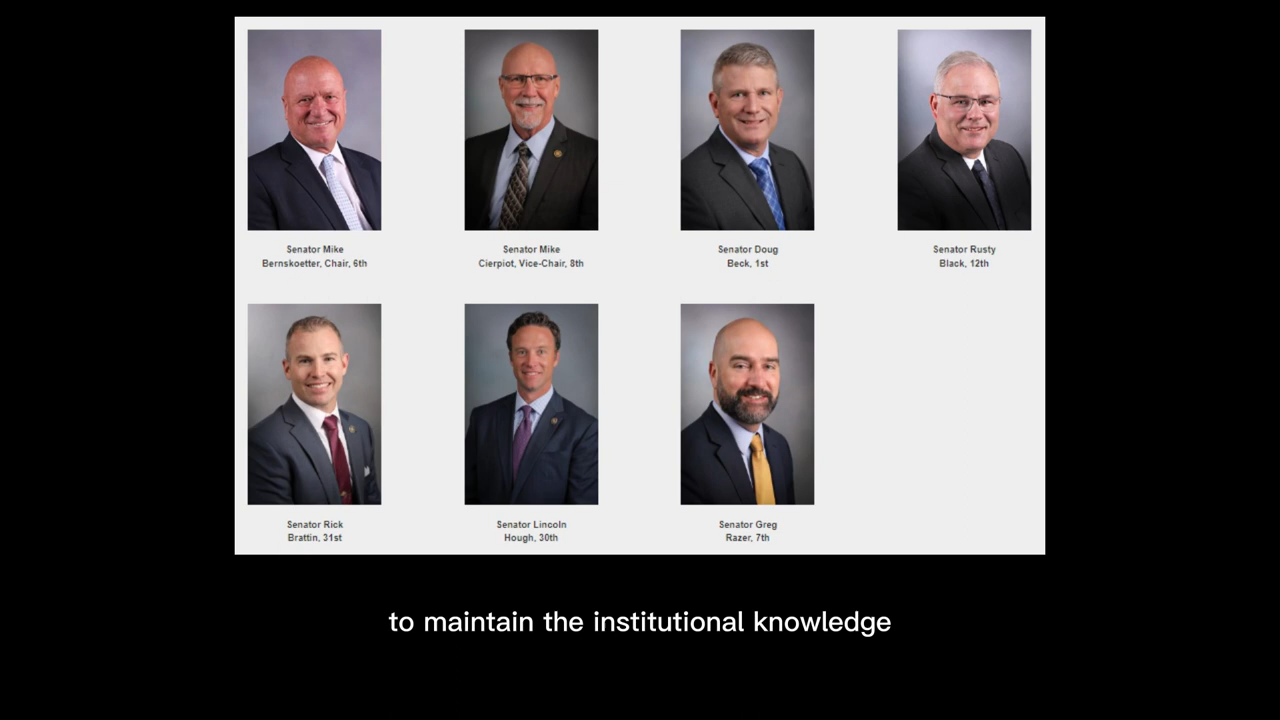 Senator Mike
Bernskoetter, Chair, 6th
Senator Mike
Cierpiot, Vice-Chair, 8th
Senator Doug
Beck, 1st
Senator Rusty
Black, 12th
Senator Rick
Brattin, 31st
Senator Lincoln
Hough, 30th
Senator Greg
Razer, 7th
to maintain the institutional knowledge